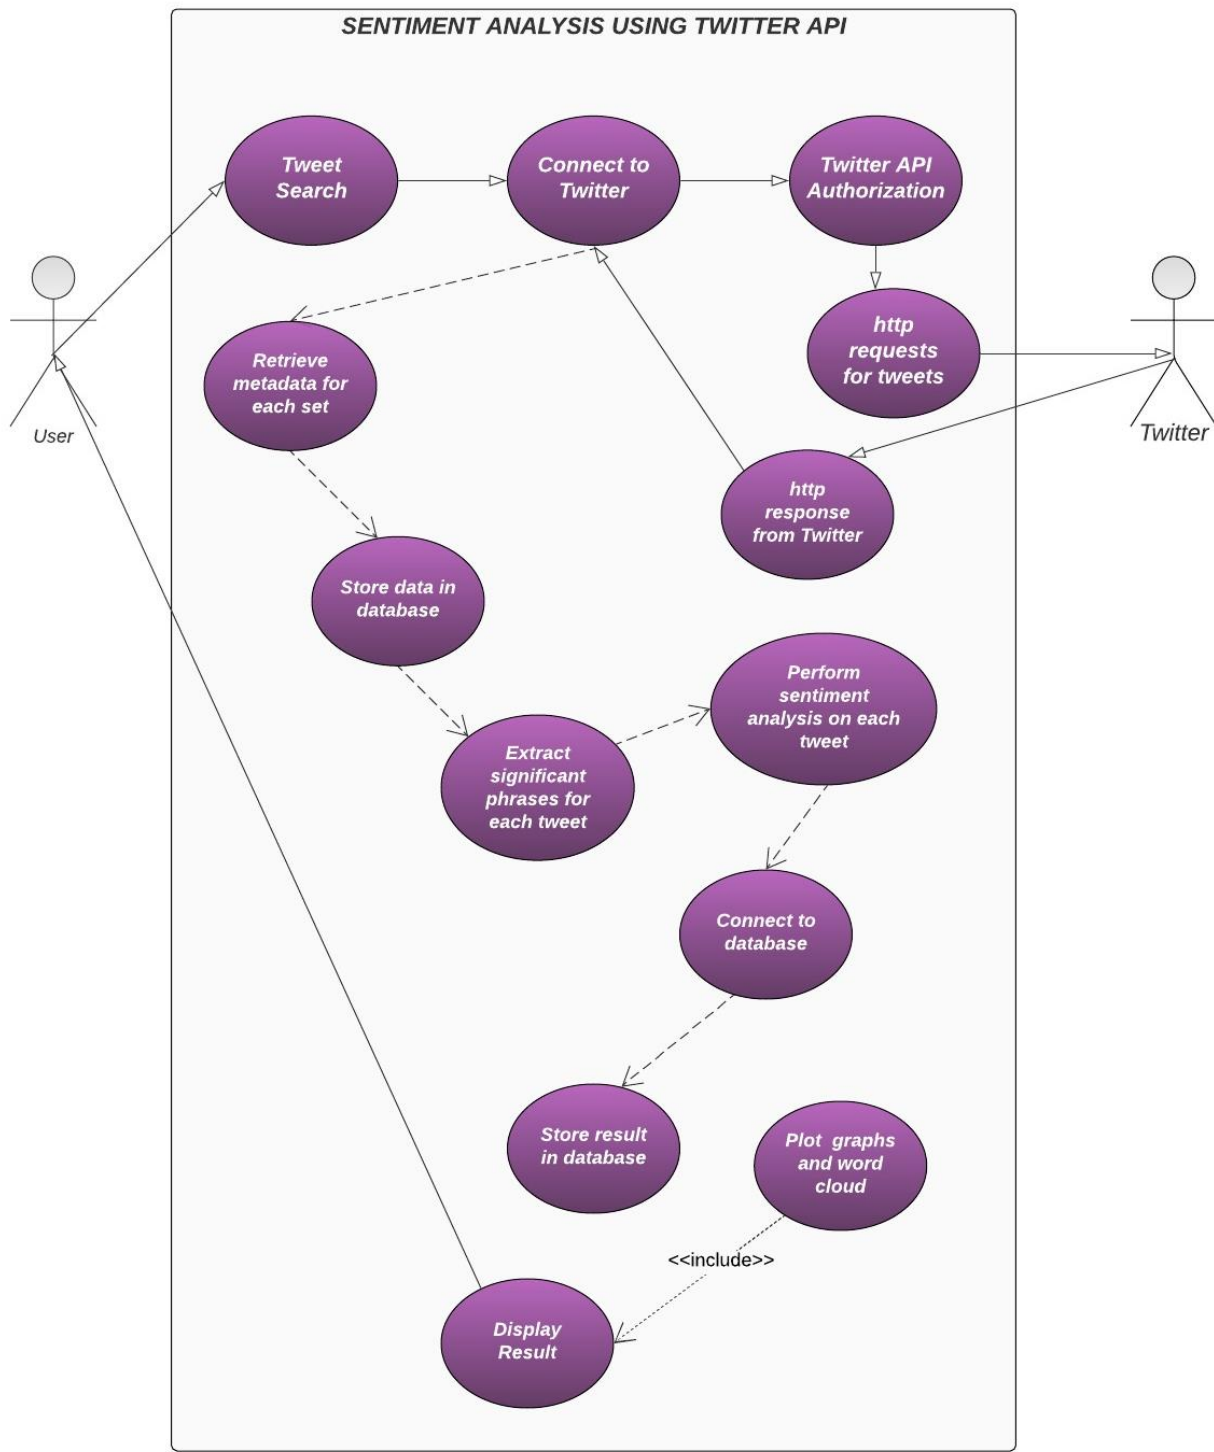 SENTIMENT ANALYSIS USING TWITTER API
Tweet
Search
Connect to
Twitter
Twitter API
Authorization
http
requests
for tweets
Retrieve
metadata for
each set
User
Twitter
http
response
from Twitter
Store data in
database
Perform
sentiment
analysis on each
tweet
Extract
significant
phrases for
each tweet
Connect to
database
Store result
in database
Plot graphs
and word
cloud
<<include>>
Display
Result